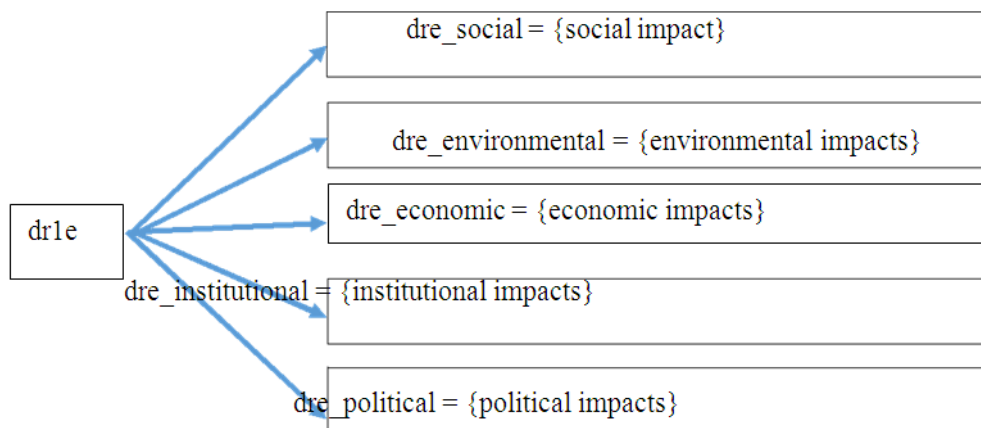 dre_social = {social impact}
dre_environmental = {environmental impacts}
dre_economic = {economic impacts}
dr1e
dre_institutional = {institutional impacts}
dre_political = {political impacts}